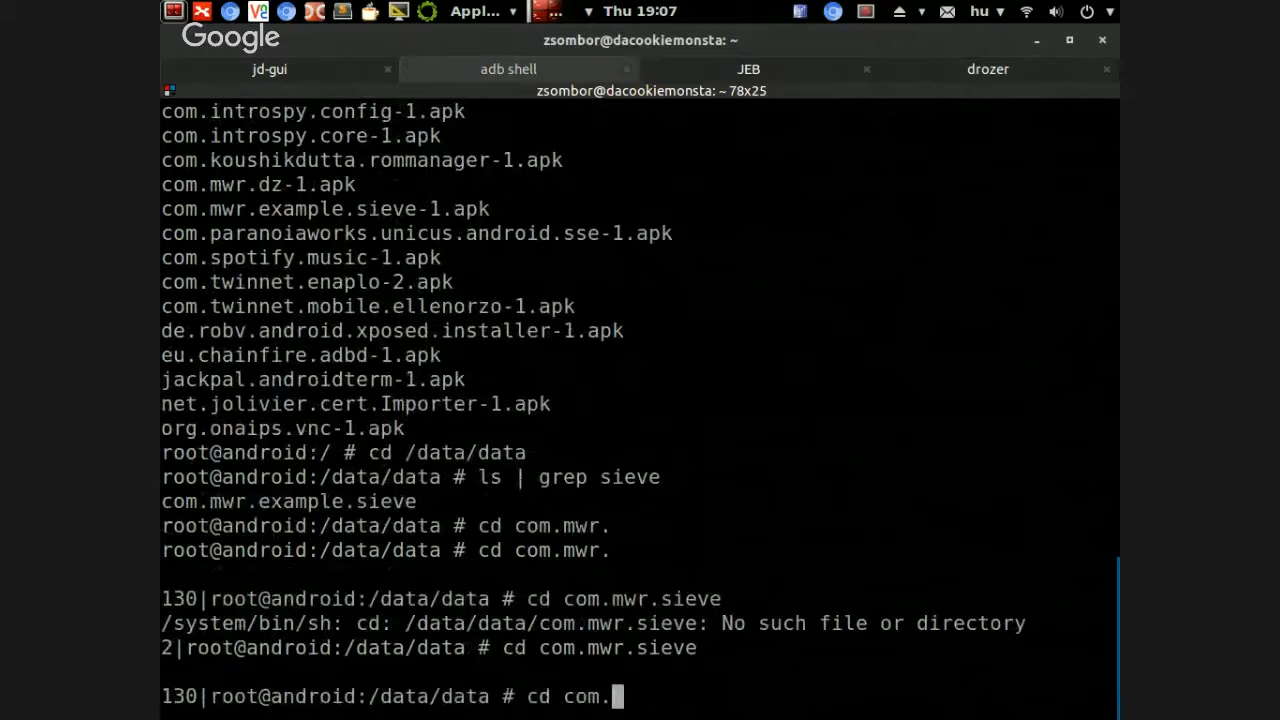 Appl... ▾ ... ▾ Thu 19:07 hu ▾
Google
zsombor@dacookiemonsta: ~
jd-gui adb shell JEB drozer
zsombor@dacookiemonsta: ~ 78x25
com.introspy.config-1.apk
com.introspy.core-1.apk
com.koushikdutta.rommanager-1.apk
com.mwr.dz-1.apk
com.mwr.example.sieve-1.apk
com.paranoiaworks.unicus.android.sse-1.apk
com.spotify.music-1.apk
com.twinnet.enaplo-2.apk
com.twinnet.mobile.ellenorzo-1.apk
de.robv.android.xposed.installer-1.apk
eu.chainfire.adbd-1.apk
jackpal.androidterm-1.apk
net.jolivier.cert.Importer-1.apk
org.onaips.vnc-1.apk
root@android:/ # cd /data/data
root@android:/data/data # ls | grep sieve
com.mwr.example.sieve
root@android:/data/data # cd com.mwr.
root@android:/data/data # cd com.mwr.
130|root@android:/data/data # cd com.mwr.sieve
/system/bin/sh: cd: /data/data/com.mwr.sieve: No such file or directory
2|root@android:/data/data # cd com.mwr.sieve
130|root@android:/data/data # cd com.